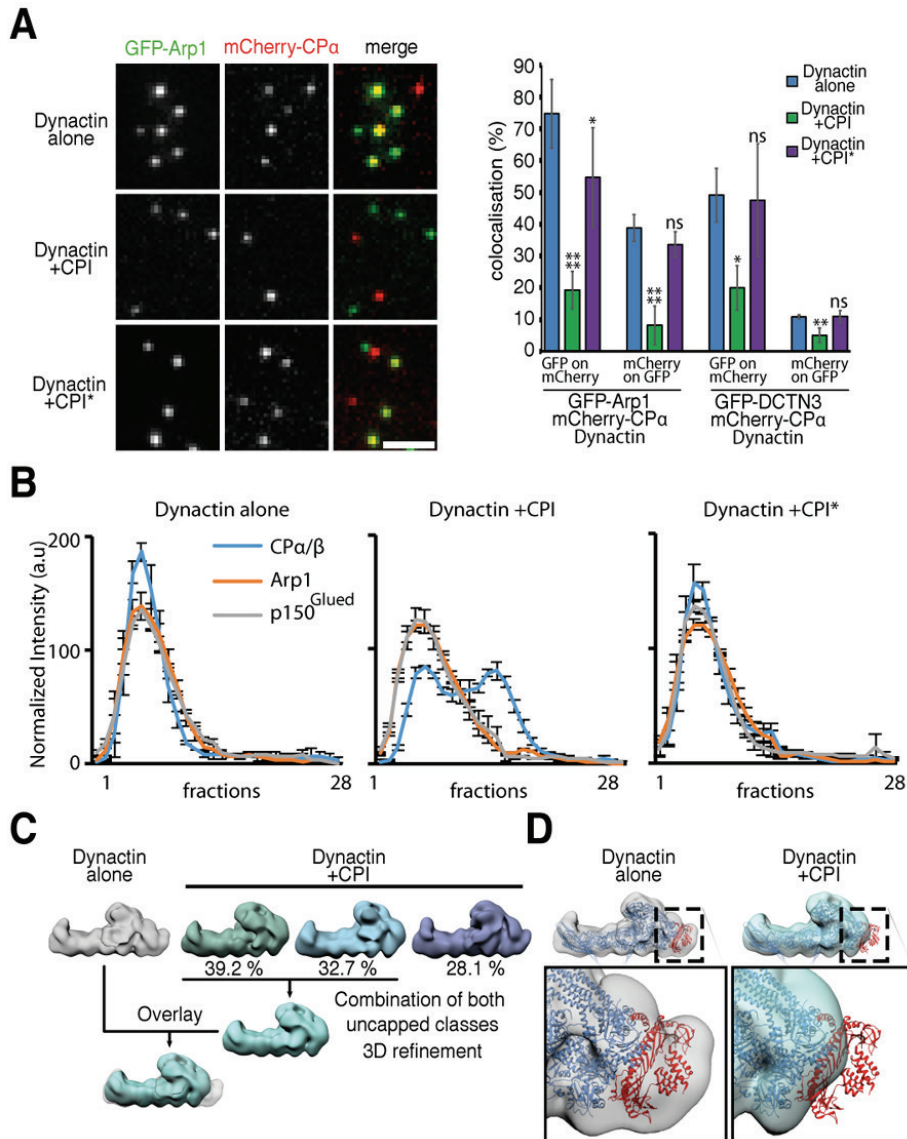 A
GFP-Arp1 mCherry-CPα merge
Dynactin
alone
Dynactin
+CPI
Dynactin
+CPI*
90
80
70
60
50
40
30
20
10
0
colocalisation (%)
Dynactin
alone
Dynactin
+CPI
Dynactin
+CPI*
**
**
*
**
**
ns
*
ns
**
ns
GFP on
mCherry
mCherry
on GFP
GFP on
mCherry
mCherry
on GFP
GFP-Arp1
mCherry-CPα
Dynactin
GFP-DCTN3
mCherry-CPα
Dynactin
B
Dynactin alone
Dynactin +CPI
Dynactin +CPI*
Normalized Intensity (a.u)
200
100
0
CPα/β
Arp1
p150Glued
1 28
fractions
1 28
fractions
1 28
fractions
C
Dynactin
alone
Dynactin
+CPI
39.2 % 32.7 % 28.1 %
Overlay
Combination of both
uncapped classes
3D refinement
D
Dynactin
alone
Dynactin
+CPI